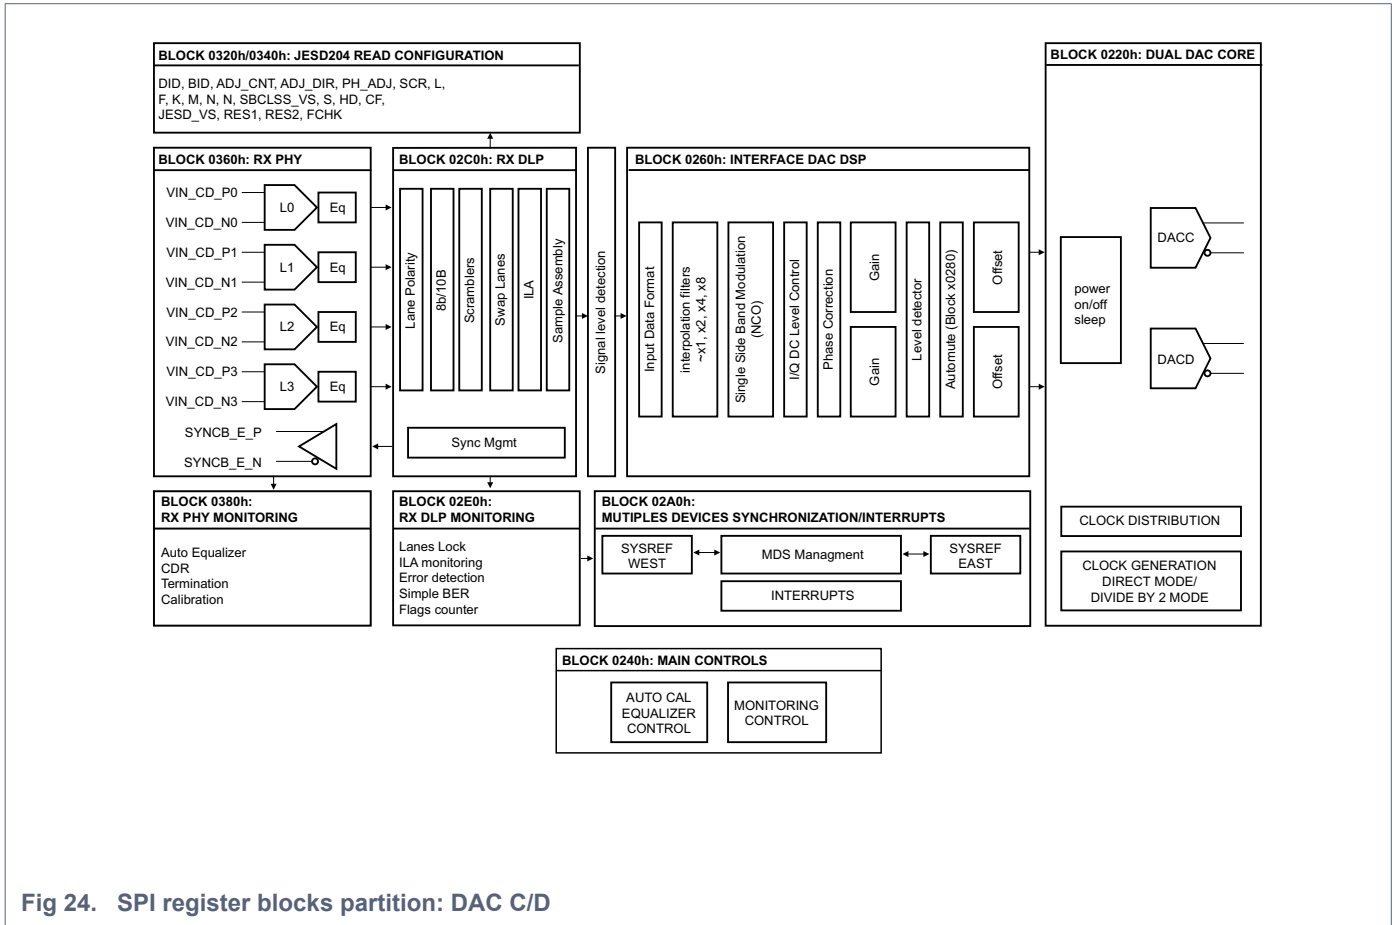 BLOCK 0320h/0340h: JESD204 READ CONFIGURATION
DID, BID, ADJ_CNT, ADJ_DIR, PH_ADJ, SCR, L,
F, K, M, N, N, SBCLSS_VS, S, HD, CF,
JESD_VS, RES1, RES2, FCHK
BLOCK 0360h: RX PHY
VIN_CD_P0
VIN_CD_N0
L0
Eq
VIN_CD_P1
VIN_CD_N1
L1
Eq
VIN_CD_P2
VIN_CD_N2
L2
Eq
VIN_CD_P3
VIN_CD_N3
L3
Eq
SYNCB_E_P
SYNCB_E_N
BLOCK 02C0h: RX DLP
Lane Polarity
8b/10B
Scramblers
Swap Lanes
ILA
Sample Assembly
Sync Mgmt
Signal level detection
BLOCK 0260h: INTERFACE DAC DSP
Input Data Format
interpolation filters
~x1, x2, x4, x8
Single Side Band Modulation
(NCO)
I/Q DC Level Control
Phase Correction
Gain
Gain
Level detector
Automute (Block x0280)
Offset
Offset
BLOCK 0220h: DUAL DAC CORE
power
on/off
sleep
DACC
DACD
CLOCK DISTRIBUTION
CLOCK GENERATION
DIRECT MODE/
DIVIDE BY 2 MODE
BLOCK 0380h:
RX PHY MONITORING
Auto Equalizer
CDR
Termination
Calibration
BLOCK 02E0h:
RX DLP MONITORING
Lanes Lock
ILA monitoring
Error detection
Simple BER
Flags counter
BLOCK 02A0h:
MUTIPLES DEVICES SYNCHRONIZATION/INTERRUPTS
SYSREF
WEST
MDS Managment
SYSREF
EAST
INTERRUPTS
BLOCK 0240h: MAIN CONTROLS
AUTO CAL
EQUALIZER
CONTROL
MONITORING
CONTROL
Fig 24. SPI register blocks partition: DAC C/D